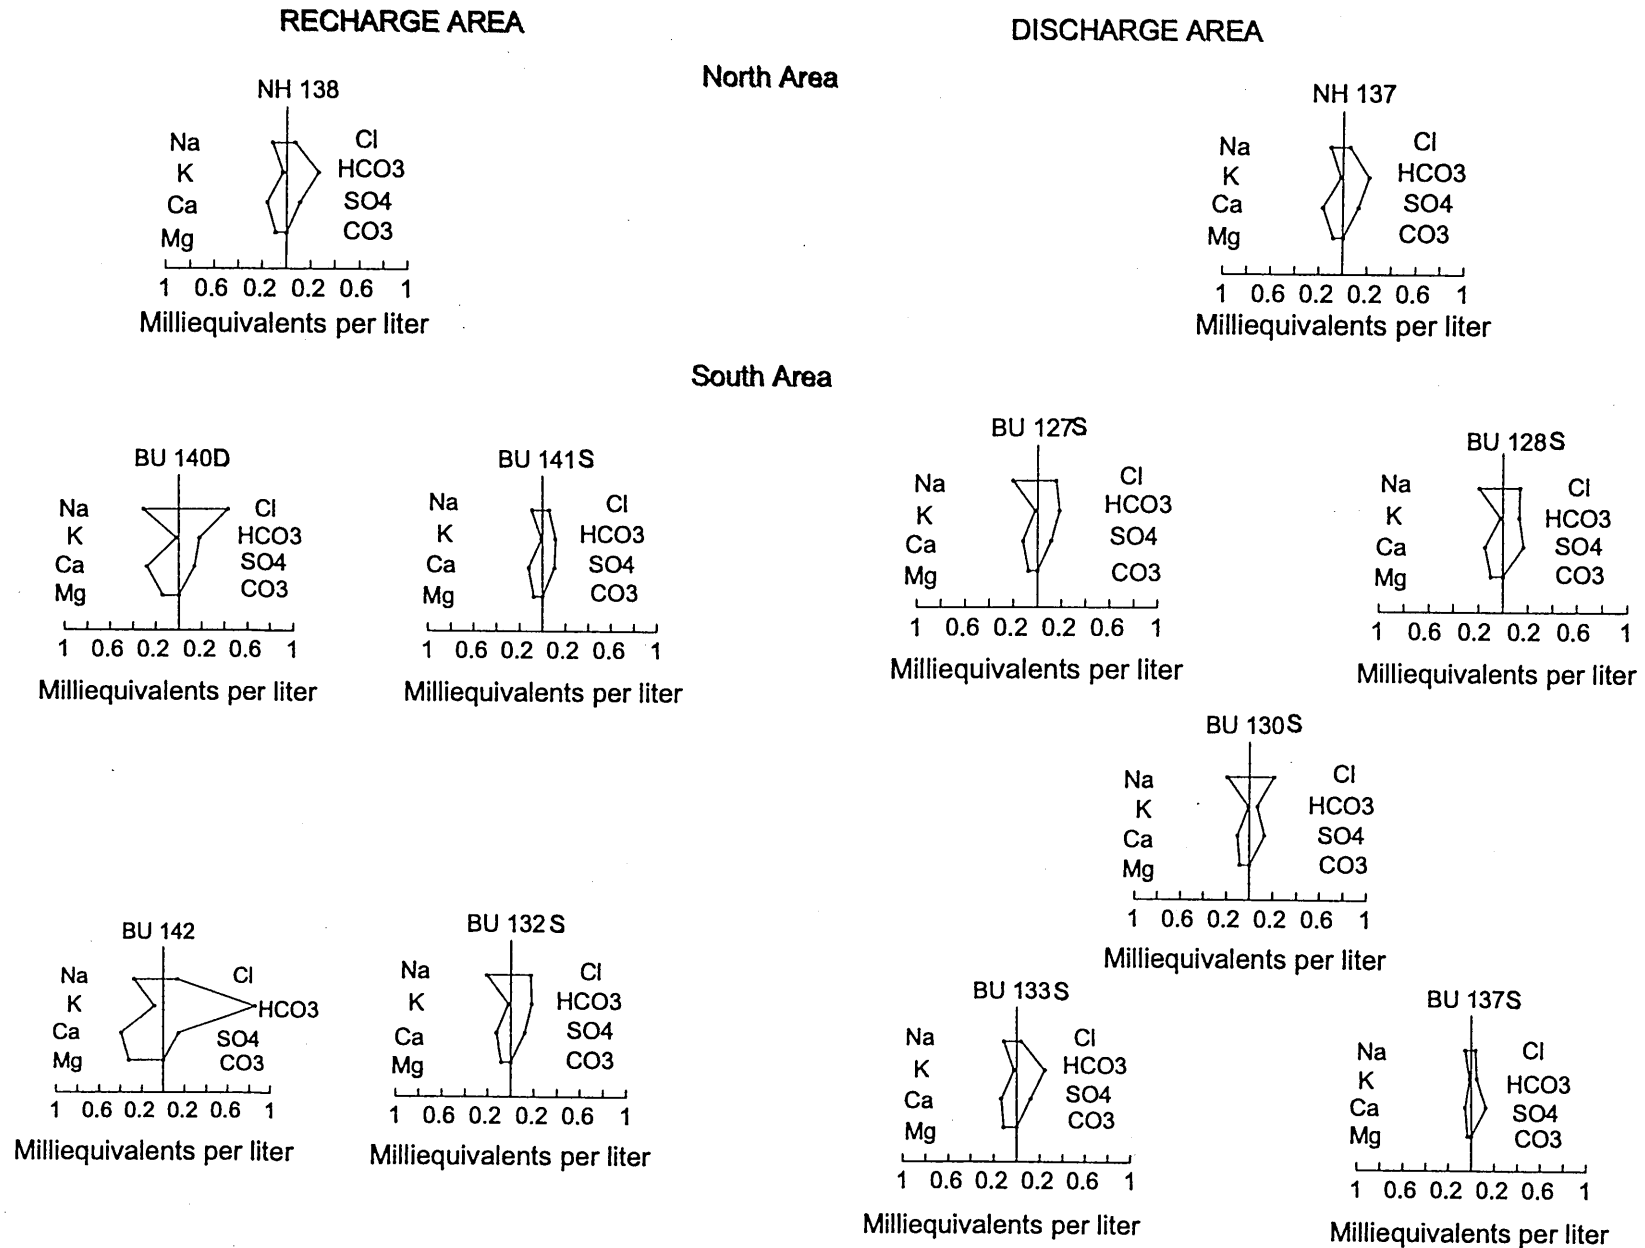 RECHARGE AREA
DISCHARGE AREA
North Area
NH 138
Na Cl
K HCO3
Ca SO4
Mg CO3
1 0.6 0.2 0.2 0.6 1
Milliequivalents per liter
NH 137
Na Cl
K HCO3
Ca SO4
Mg CO3
1 0.6 0.2 0.2 0.6 1
Milliequivalents per liter
South Area
BU 140D
Na Cl
K HCO3
Ca SO4
Mg CO3
1 0.6 0.2 0.2 0.6 1
Milliequivalents per liter
BU 141S
Na Cl
K HCO3
Ca SO4
Mg CO3
1 0.6 0.2 0.2 0.6 1
Milliequivalents per liter
BU 127S
Na Cl
K HCO3
Ca SO4
Mg CO3
1 0.6 0.2 0.2 0.6 1
Milliequivalents per liter
BU 128S
Na Cl
K HCO3
Ca SO4
Mg CO3
1 0.6 0.2 0.2 0.6 1
Milliequivalents per liter
BU 130S
Na Cl
K HCO3
Ca SO4
Mg CO3
1 0.6 0.2 0.2 0.6 1
Milliequivalents per liter
BU 142
Na Cl
K HCO3
Ca SO4
Mg CO3
1 0.6 0.2 0.2 0.6 1
Milliequivalents per liter
BU 132S
Na Cl
K HCO3
Ca SO4
Mg CO3
1 0.6 0.2 0.2 0.6 1
Milliequivalents per liter
BU 133S
Na Cl
K HCO3
Ca SO4
Mg CO3
1 0.6 0.2 0.2 0.6 1
Milliequivalents per liter
BU 137S
Na Cl
K HCO3
Ca SO4
Mg CO3
1 0.6 0.2 0.2 0.6 1
Milliequivalents per liter